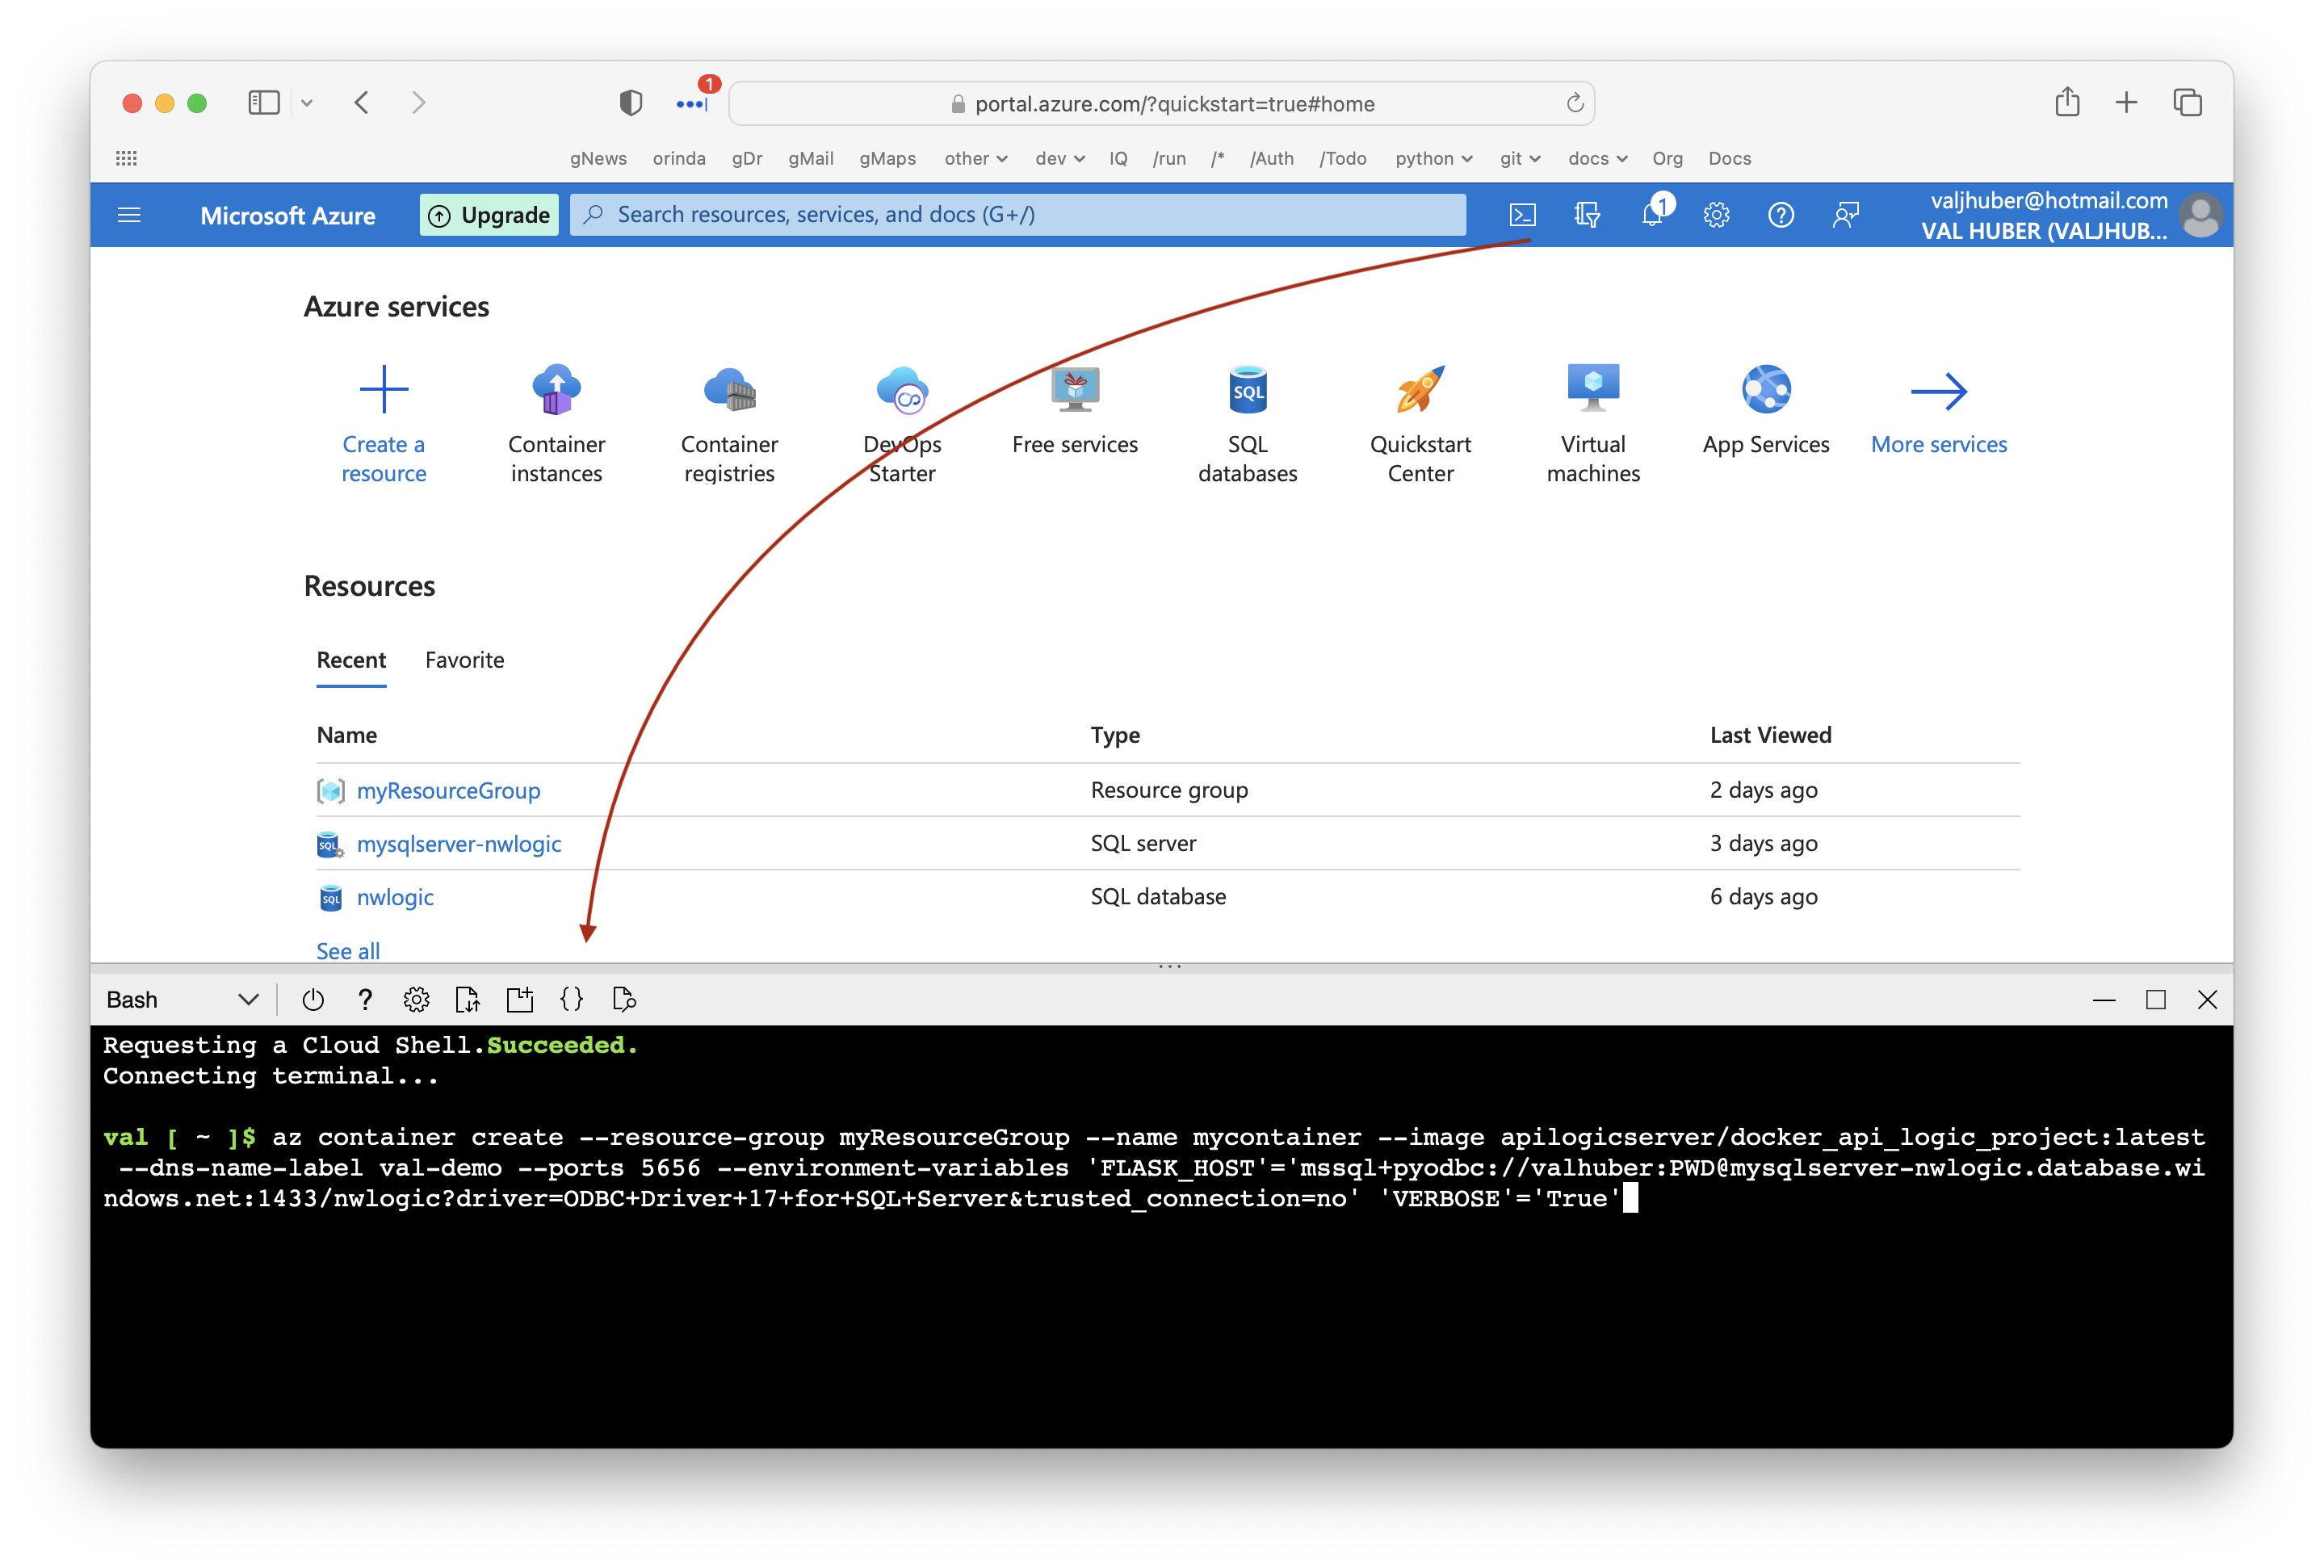 1
portal.azure.com/?quickstart=true#home
gNews orinda gDr gMail gMaps other dev IQ /run /* /Auth /Todo python git docs Org Docs
Microsoft Azure
Upgrade
Search resources, services, and docs (G+/)
1
valjhuber@hotmail.com
VAL HUBER (VALJHUB...
Azure services
Create a
resource
Container
instances
Container
registries
DevOps
Starter
Free services
SQL
SQL
databases
Quickstart
Center
Virtual
machines
App Services
More services
Resources
Recent Favorite
Name Type Last Viewed
myResourceGroup Resource group 2 days ago
SQL mysqlserver-nwlogic SQL server 3 days ago
SQL nwlogic SQL database 6 days ago
See all
Bash
Requesting a Cloud Shell.Succeeded.
Connecting terminal...
val [ ~ ]$ az container create --resource-group myResourceGroup --name mycontainer --image apilogicserver/docker_api_logic_project:latest
--dns-name-label val-demo --ports 5656 --environment-variables 'FLASK_HOST'='mssql+pyodbc://valhuber:PWD@mysqlserver-nwlogic.database.wi
ndows.net:1433/nwlogic?driver=ODBC+Driver+17+for+SQL+Server&trusted_connection=no' 'VERBOSE'='True'